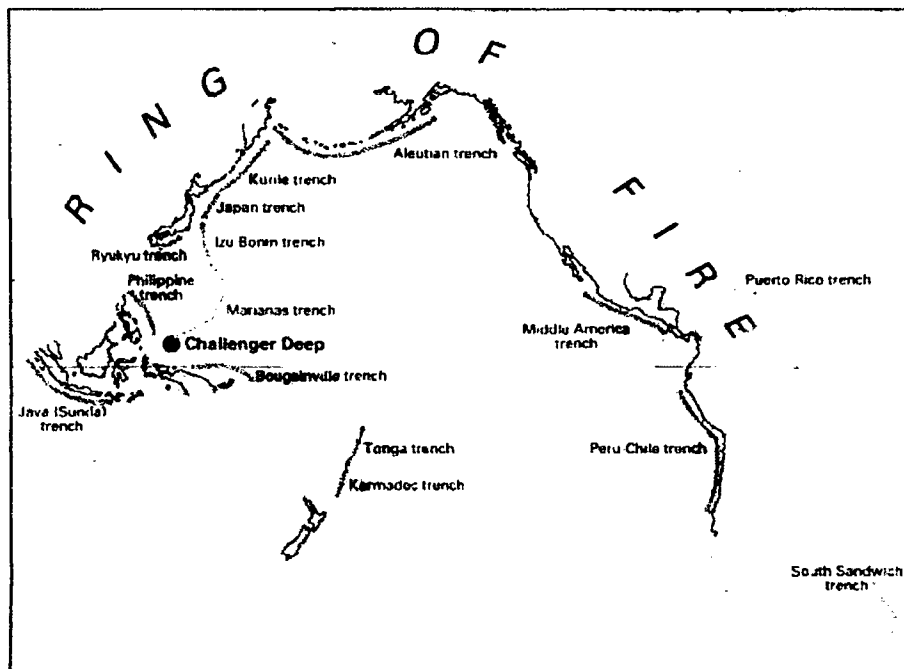 RING OF FIRE
Aleutian trench
Kurile trench
Japan trench
Izu Bonin trench
Ryukyu trench
Philippine
trench
Marianas trench
Challenger Deep
Bougainville trench
Java (Sunda)
trench
Tonga trench
Kermadec trench
Puerto Rico trench
Middle America
trench
Peru-Chile trench
South Sandwich
trench